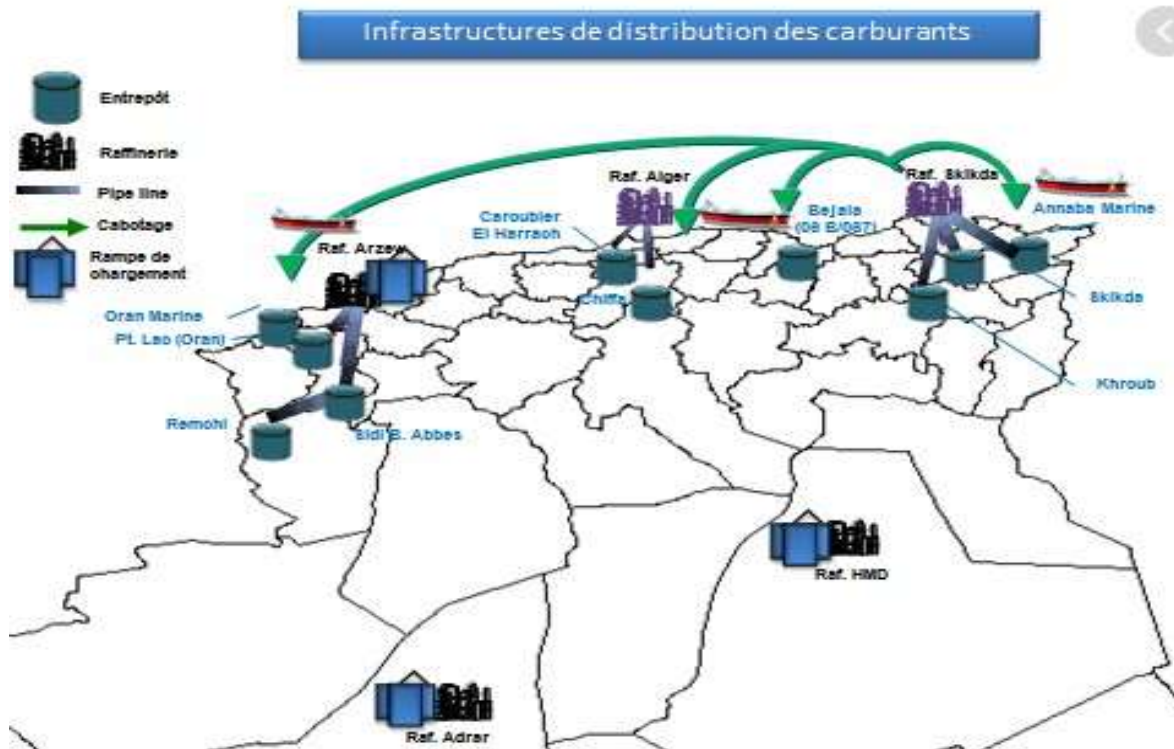 Infrastructures de distribution des carburants
Entrepôt
Raffinerie
Pipe line
Cabotage
Rampe de
chargement
Raf. Alger
Raf. Skikda
Caroubier
El Harrach
Bejaia
(06 B/087)
Annaba Marine
Raf. Arzew
Chiffa
Skikda
Oran Marine
Pt. Lao (Oran)
Khroub
Remchi
Sidi B. Abbes
Raf. HMD
Raf. Adrar